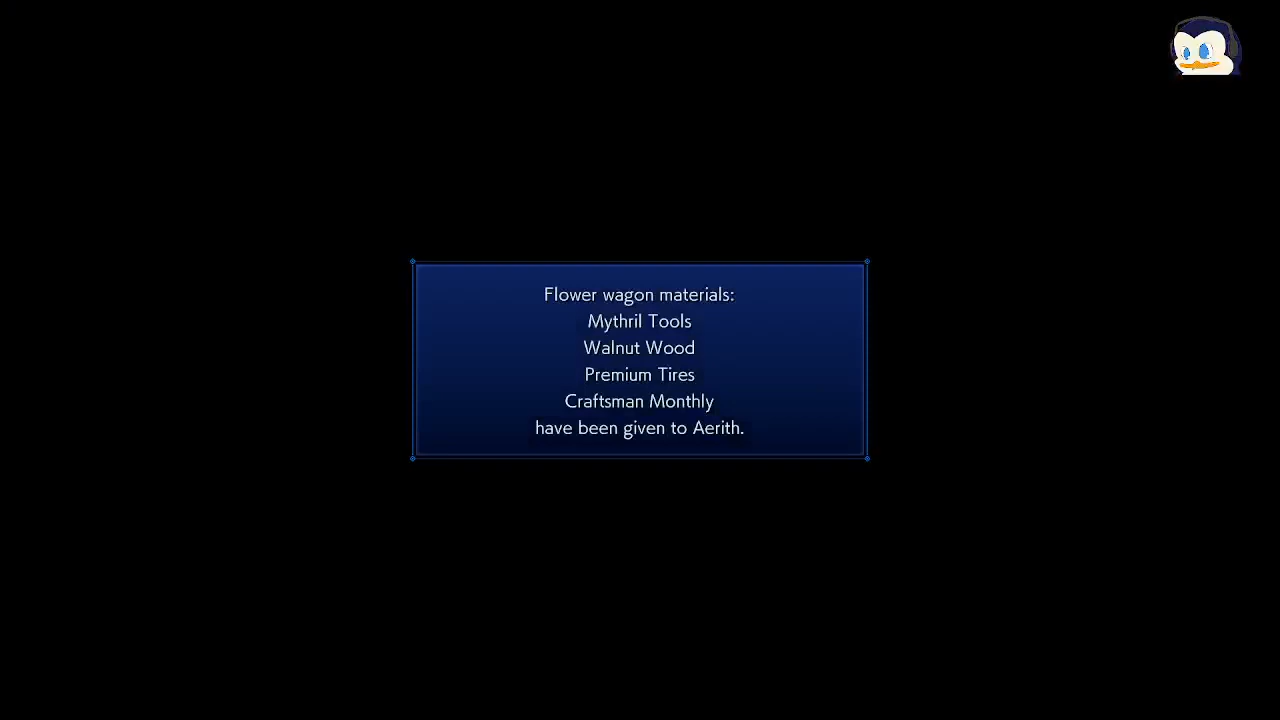 Flower wagon materials:
Mythril Tools
Walnut Wood
Premium Tires
Craftsman Monthly
have been given to Aerith.